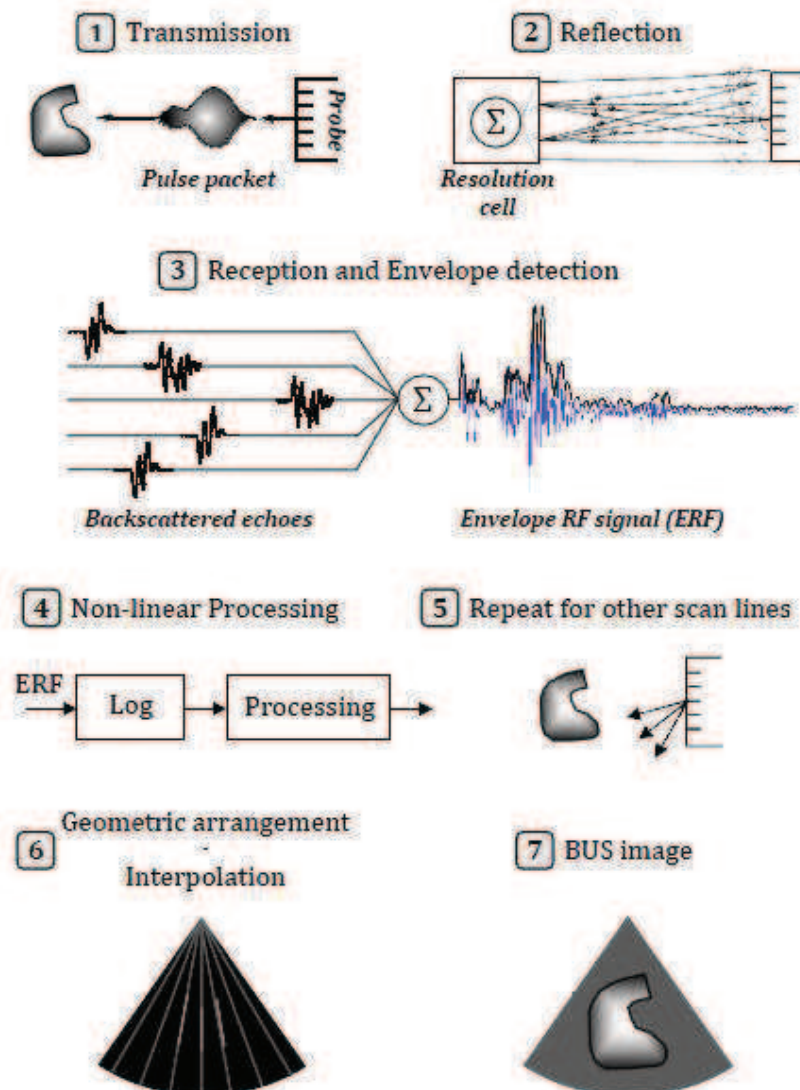 1 Transmission
2 Reflection
Probe
Pulse packet
Σ
Resolution
cell
3 Reception and Envelope detection
Σ
Backscattered echoes
Envelope RF signal (ERF)
4 Non-linear Processing
5 Repeat for other scan lines
ERF
Log
Processing
6 Geometric arrangement
-
Interpolation
7 BUS image